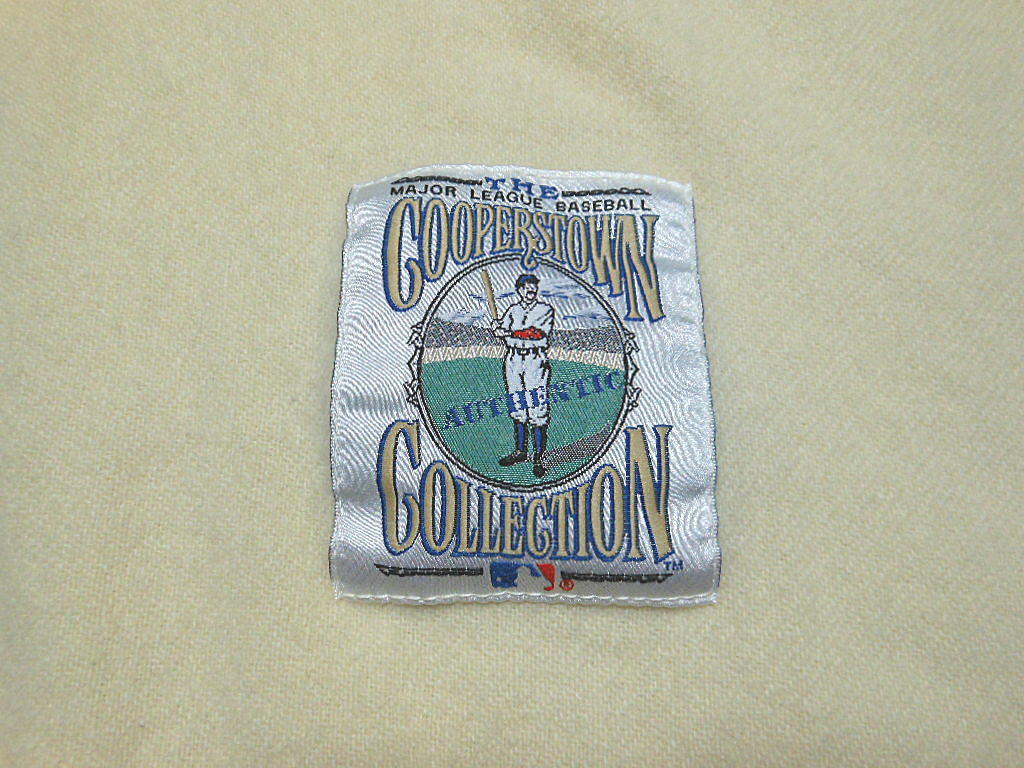 THE
MAJOR LEAGUE BASEBALL
COOPERSTOWN
AUTHENTIC
COLLECTION
TM
®